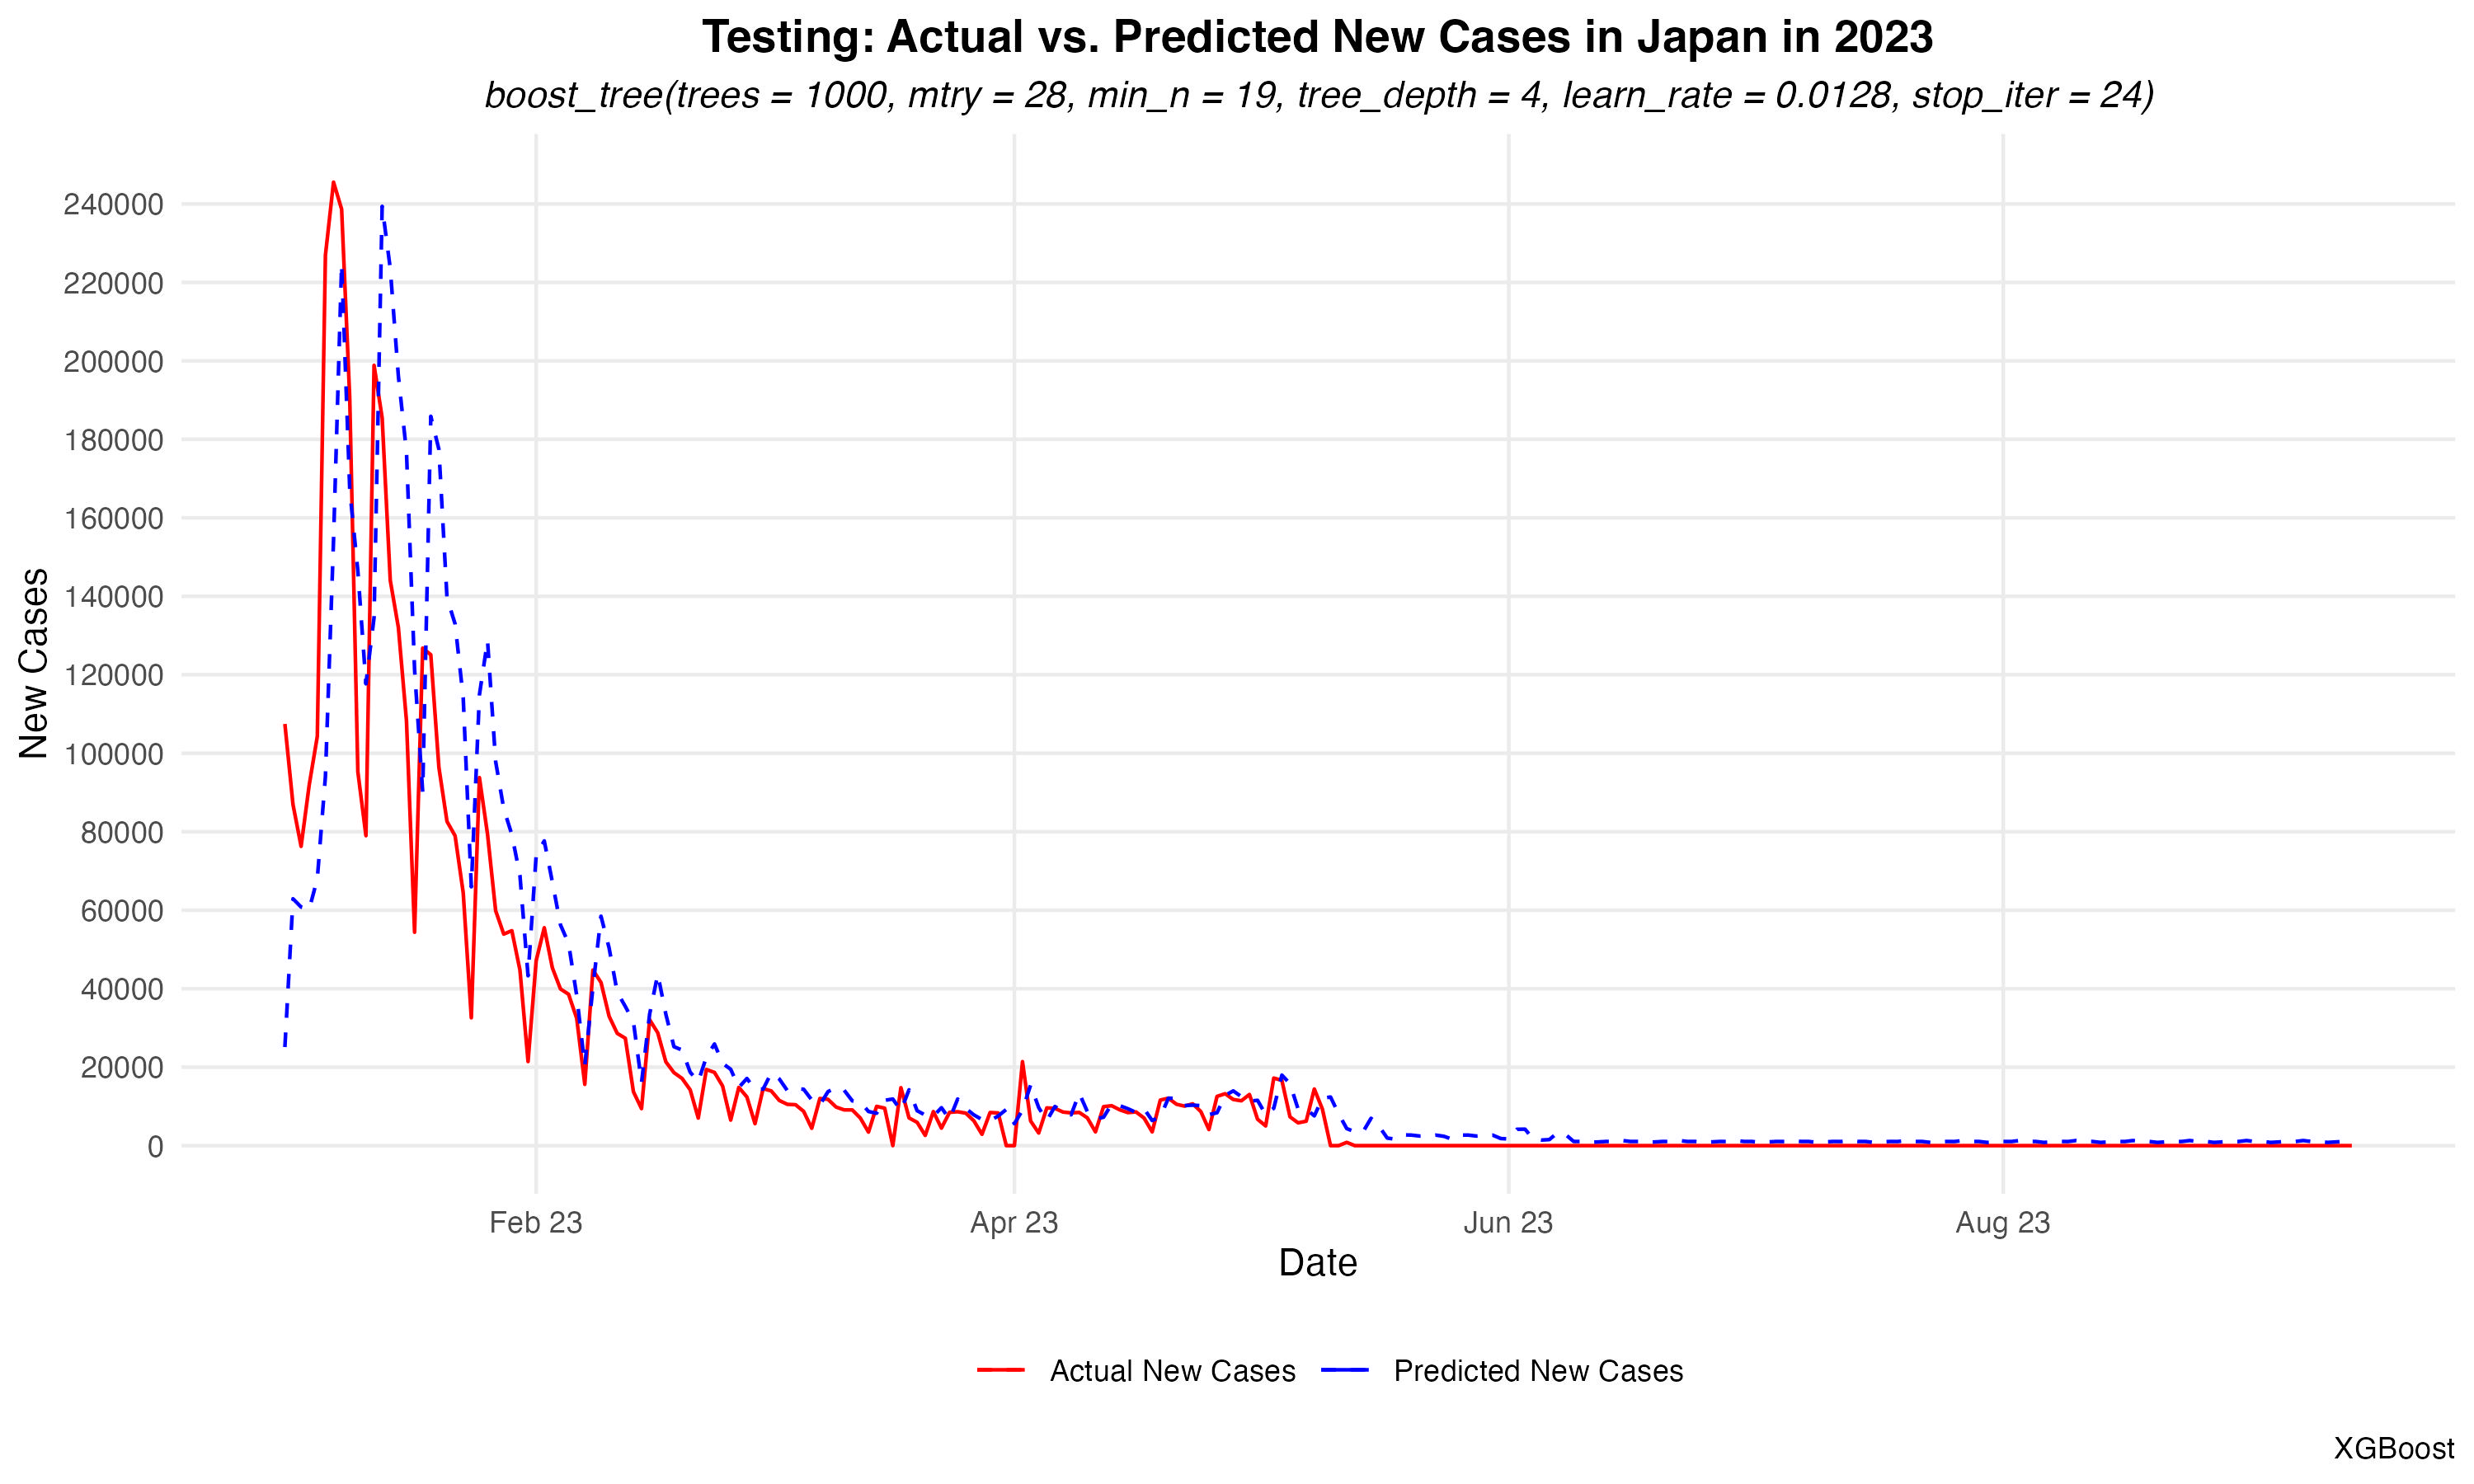 Testing: Actual vs. Predicted New Cases in Japan in 2023
boost_tree(trees = 1000, mtry = 28, min_n = 19, tree_depth = 4, learn_rate = 0.0128, stop_iter = 24)
New Cases
240000
220000
200000
180000
160000
140000
120000
100000
80000
60000
40000
20000
0
Feb 23
Apr 23
Jun 23
Aug 23
Date
Actual New Cases
Predicted New Cases
XGBoost